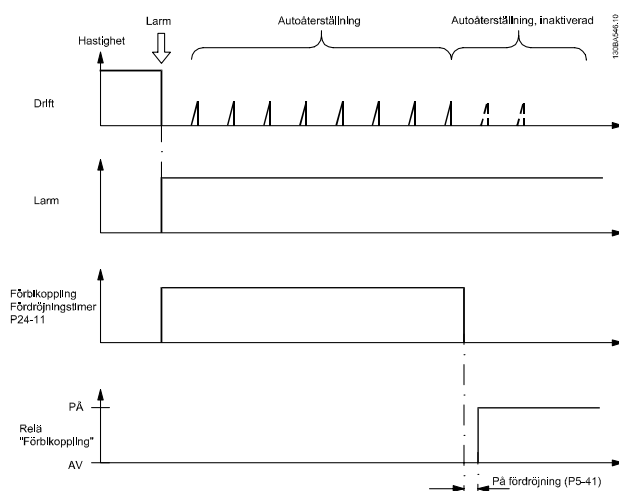 Larm
Autoåterställning
Autoåterställning, inaktiverad
130BA546.10
Hastighet
Drift
Larm
Förbikoppling
Fördröjningstimer
P24-11
PÅ
Relä
"Förbikoppling"
AV
På fördröjning (P5-41)